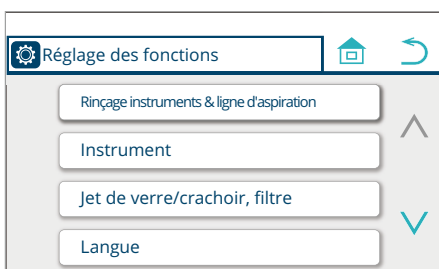 Réglage des fonctions
Rinçage instruments & ligne d'aspiration
Instrument
Jet de verre/crachoir, filtre
Langue